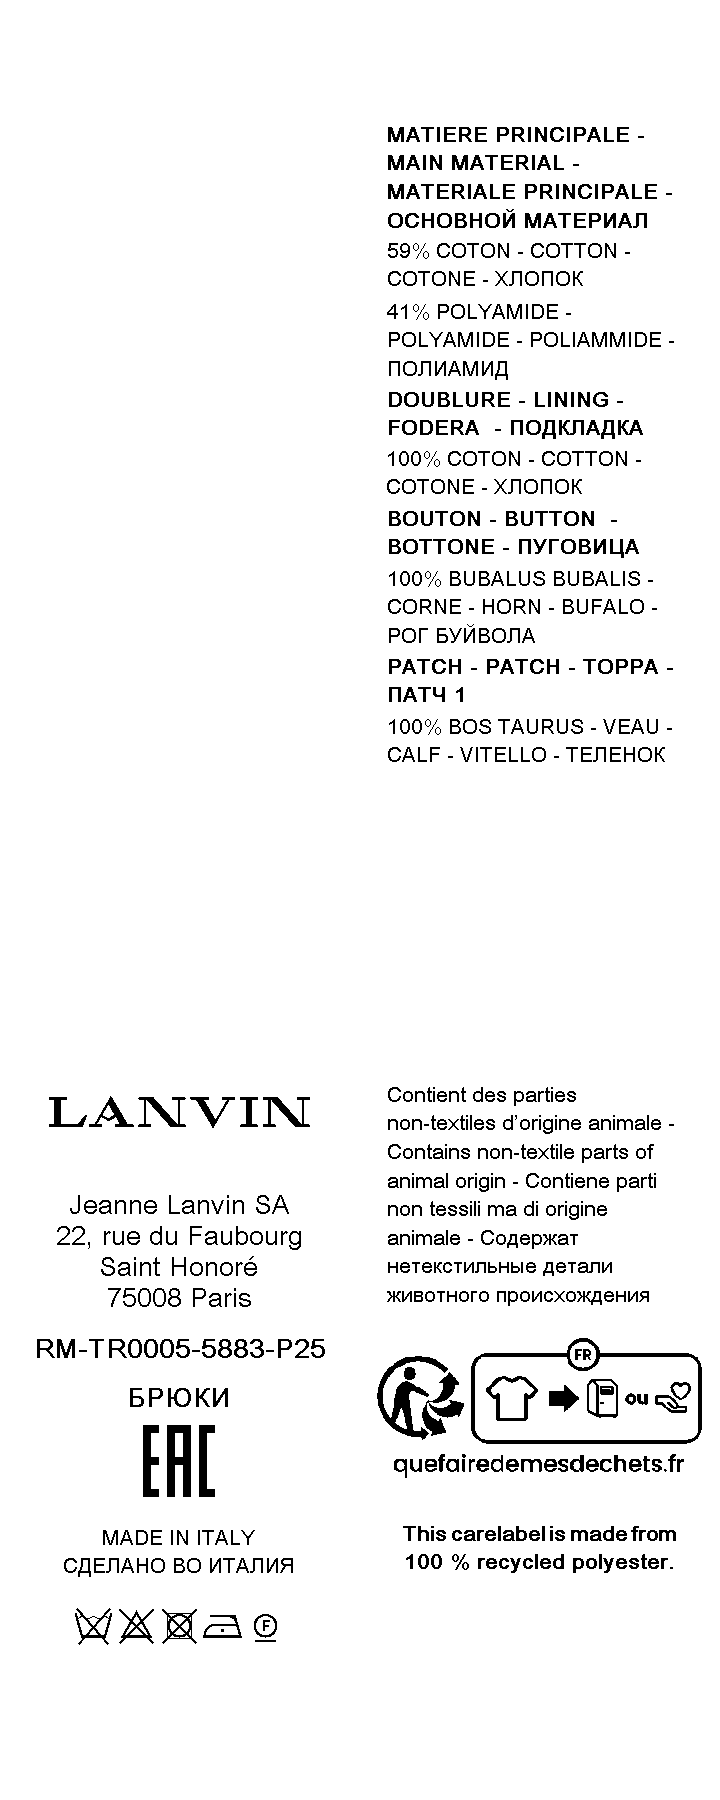 MATIERE PRINCIPALE -
MAIN MATERIAL -
MATERIALE PRINCIPALE -
ОСНОВНОЙ МАТЕРИАЛ
59% COTON - COTTON -
COTONE - ХЛОПОК
41% POLYAMIDE -
POLYAMIDE - POLIAMMIDE -
ПОЛИАМИД
DOUBLURE - LINING -
FODERA - ПОДКЛАДКА
100% COTON - COTTON -
COTONE - ХЛОПОК
BOUTON - BUTTON -
BOTTONE - ПУГОВИЦА
100% BUBALUS BUBALIS -
CORNE - HORN - BUFALO -
РОГ БУЙВОЛА
PATCH - PATCH - TOPPA -
ПАТЧ 1
100% BOS TAURUS - VEAU -
CALF - VITELLO - ТЕЛЕНОК
LANVIN
Jeanne Lanvin SA
22, rue du Faubourg
Saint Honoré
75008 Paris
RM-TR0005-5883-P25
БРЮКИ
EAC
MADE IN ITALY
СДЕЛАНО ВО ИТАЛИЯ
F
Contient des parties
non-textiles d’origine animale -
Contains non-textile parts of
animal origin - Contiene parti
non tessili ma di origine
animale - Содержат
нетекстильные детали
животного происхождения
FR
ou
quefairedemesdechets.fr
This carelabel is made from
100 % recycled polyester.